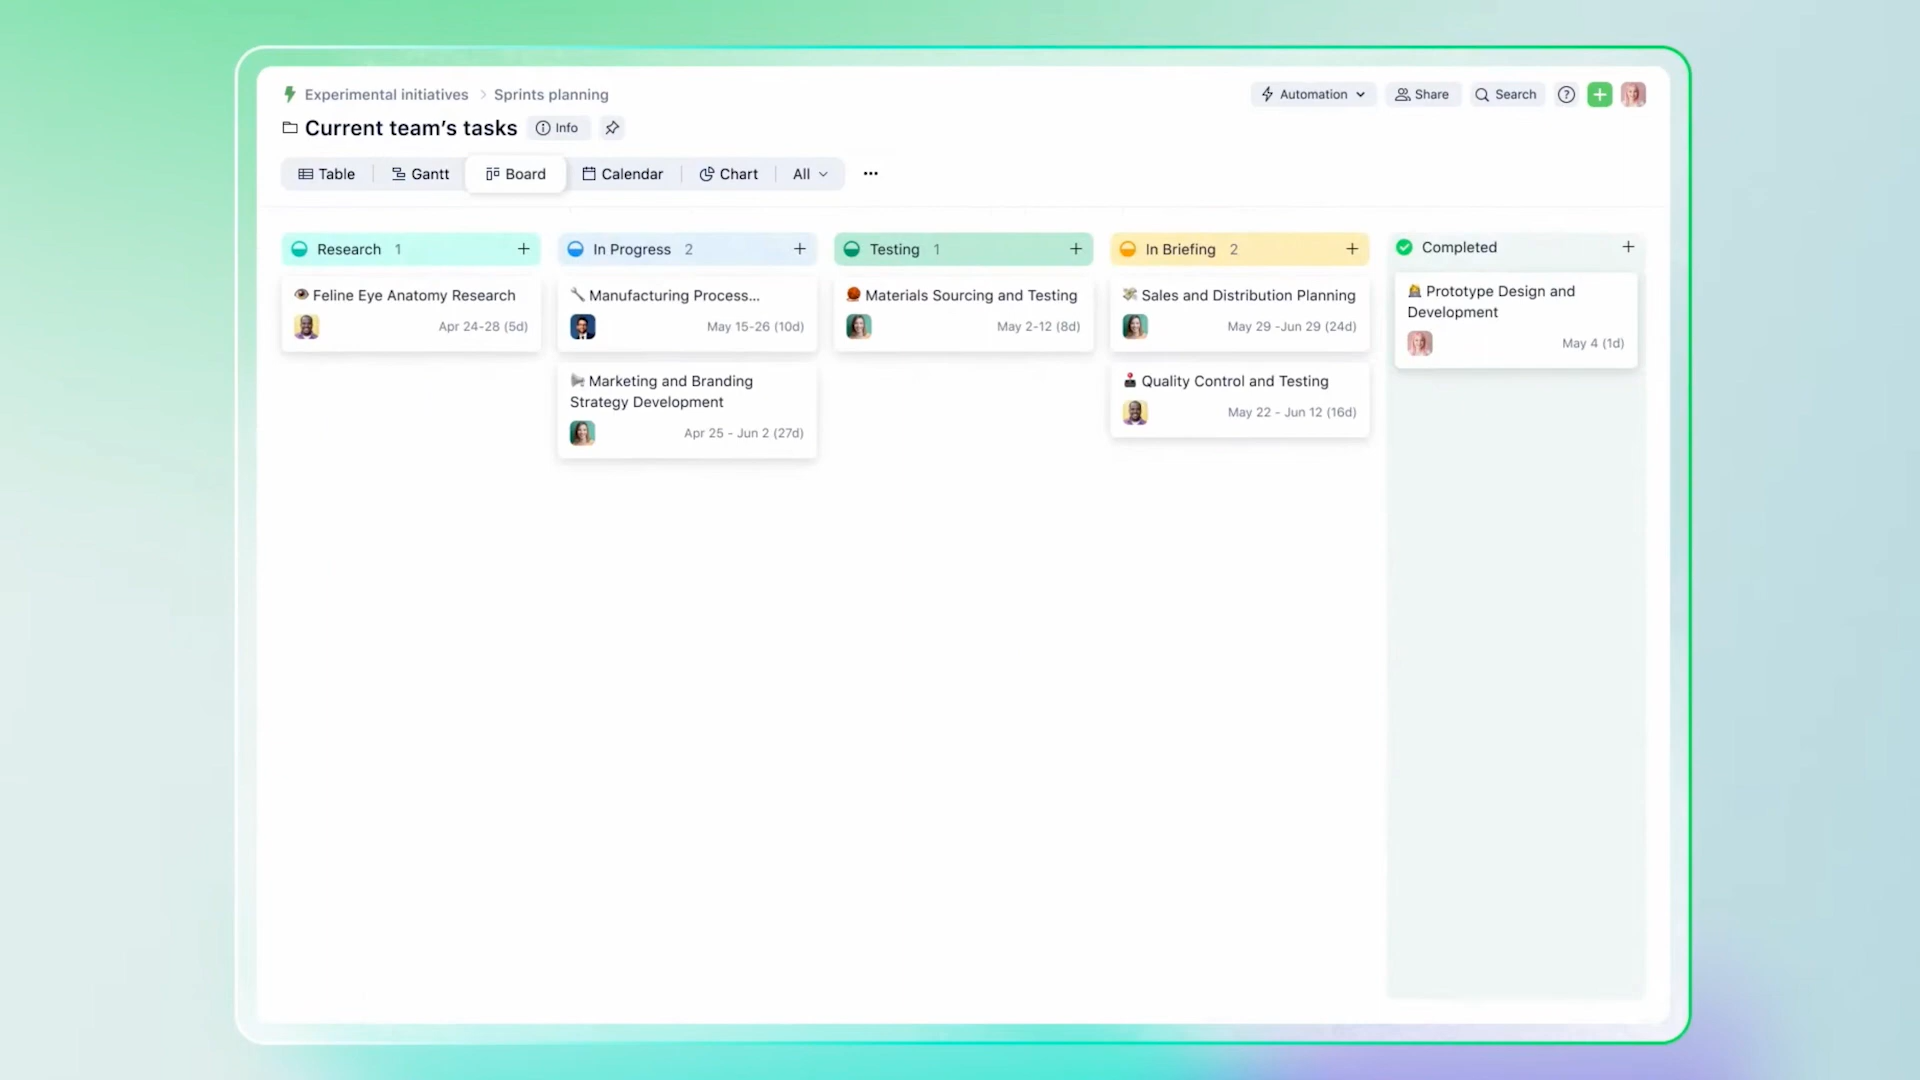 Experimental initiatives > Sprints planning
Automation
Share
Search
Current team's tasks
Info
Table
Gantt
Board
Calendar
Chart
All
Research 1
Feline Eye Anatomy Research
Apr 24-28 (5d)
In Progress 2
Manufacturing Process...
May 15-26 (10d)
Marketing and Branding
Strategy Development
Apr 25 - Jun 2 (27d)
Testing 1
Materials Sourcing and Testing
May 2-12 (8d)
In Briefing 2
Sales and Distribution Planning
May 29 -Jun 29 (24d)
Quality Control and Testing
May 22 - Jun 12 (16d)
Completed
Prototype Design and
Development
May 4 (1d)